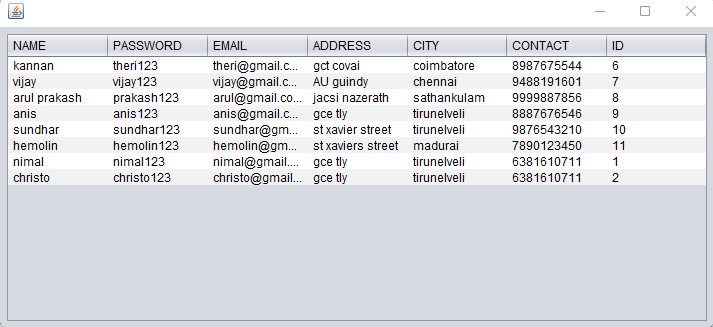 NAME PASSWORD EMAIL ADDRESS CITY CONTACT ID
kannan theri123 theri@gmail.c... gct covai coimbatore 8987675544 6
vijay vijay123 vijay@gmail.c... AU guindy chennai 9488191601 7
arul prakash prakash123 arul@gmail.co... jacsi nazerath sathankulam 9999887856 8
anis anis123 anis@gmail.c... gce tly tirunelveli 8887676546 9
sundhar sundhar123 sundhar@gm... st xavier street tirunelveli 9876543210 10
hemolin hemolin123 hemolin@gm... st xaviers street madurai 7890123450 11
nimal nimal123 nimal@gmail.... gce tly tirunelveli 6381610711 1
christo christo123 christo@gmail... gce tly tirunelveli 6381610711 2